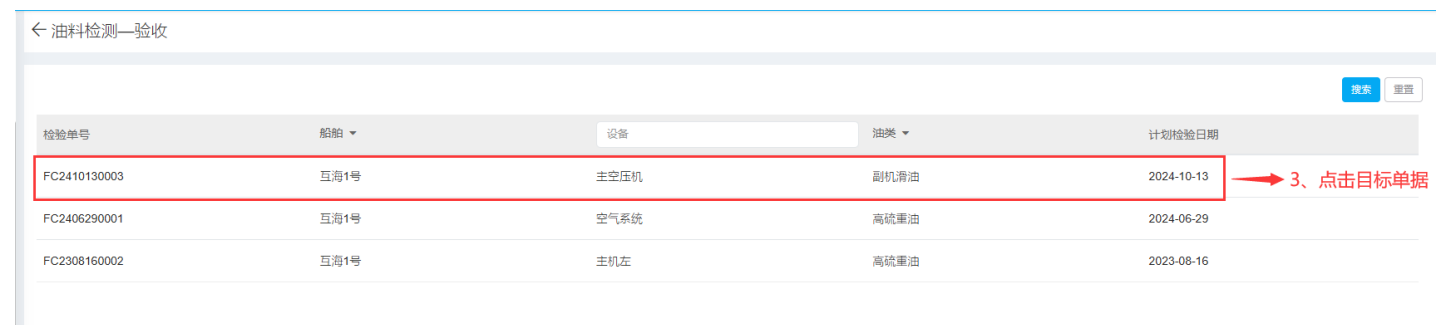 油料检测—验收
搜索 重置
检验单号 船舶 设备 油类 计划检验日期
FC2410130003 互海1号 主空压机 副机滑油 2024-10-13 3、点击目标单据
FC2406290001 互海1号 空气系统 高硫重油 2024-06-29
FC2308160002 互海1号 主机左 高硫重油 2023-08-16